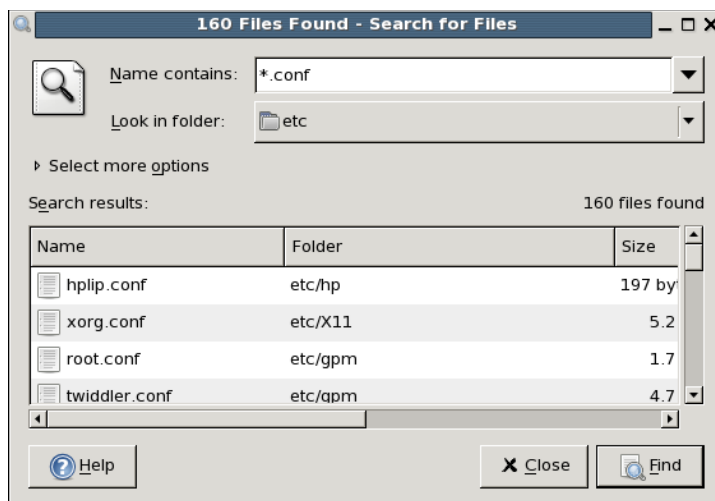 160 Files Found - Search for Files
Name contains: *.conf
Look in folder: etc
Select more options
Search results: 160 files found
Name Folder Size
hplip.conf etc/hp 197 by
xorg.conf etc/X11 5.2
root.conf etc/gpm 1.7
twiddler.conf etc/gpm 4.7
Help Close Find